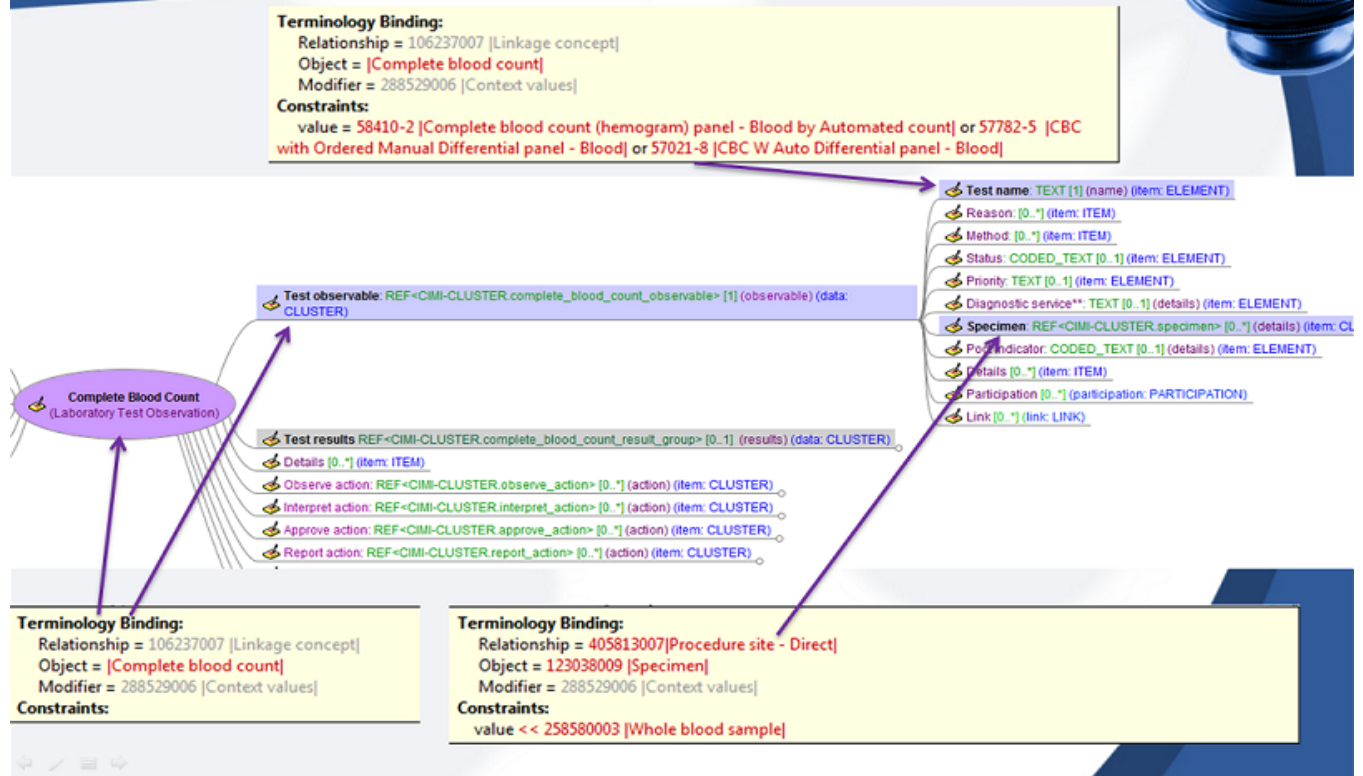 Terminology Binding:
Relationship = 106237007 |Linkage concept|
Object = |Complete blood count|
Modifier = 288529006 |Context values|
Constraints:
value = 58410-2 |Complete blood count (hemogram) panel - Blood by Automated count| or 57782-5 |CBC
with Ordered Manual Differential panel - Blood| or 57021-8 |CBC W Auto Differential panel - Blood|
Test name: TEXT [1] (name) (item: ELEMENT)
Reason: [0..*] (item: ITEM)
Method: [0..*] (item: ITEM)
Status: CODED_TEXT [0..1] (item: ELEMENT)
Priority: TEXT [0..1] (item: ELEMENT)
Diagnostic service**: TEXT [0..1] (details) (item: ELEMENT)
Specimen: REF<CIMI-CLUSTER.specimen> [0..*] (details) (item: CL
Indicator: CODED_TEXT [0..1] (details) (item: ELEMENT)
Details [0..*] (item: ITEM)
Participation [0..*] (participation: PARTICIPATION)
Link [0..*] (link: LINK)
Test observable: REF<CIMI-CLUSTER.complete_blood_count_observable> [1] (observable) (data:
CLUSTER)
Complete Blood Count
(Laboratory Test Observation)
Test results REF<CIMI-CLUSTER.complete_blood_count_result_group> [0..1] (results) (data: CLUSTER)
Details [0..*] (item: ITEM)
Observe action: REF<CIMI-CLUSTER.observe_action> [0..*] (action) (item: CLUSTER)
Interpret action: REF<CIMI-CLUSTER.interpret_action> [0..*] (action) (item: CLUSTER)
Approve action: REF<CIMI-CLUSTER.approve_action> [0..*] (action) (item: CLUSTER)
Report action: REF<CIMI-CLUSTER.report_action> [0..*] (action) (item: CLUSTER)
Terminology Binding:
Relationship = 106237007 |Linkage concept|
Object = |Complete blood count|
Modifier = 288529006 |Context values|
Constraints:
Terminology Binding:
Relationship = 405813007|Procedure site - Direct|
Object = 123038009 |Specimen|
Modifier = 288529006 |Context values|
Constraints:
value << 258580003 |Whole blood sample|